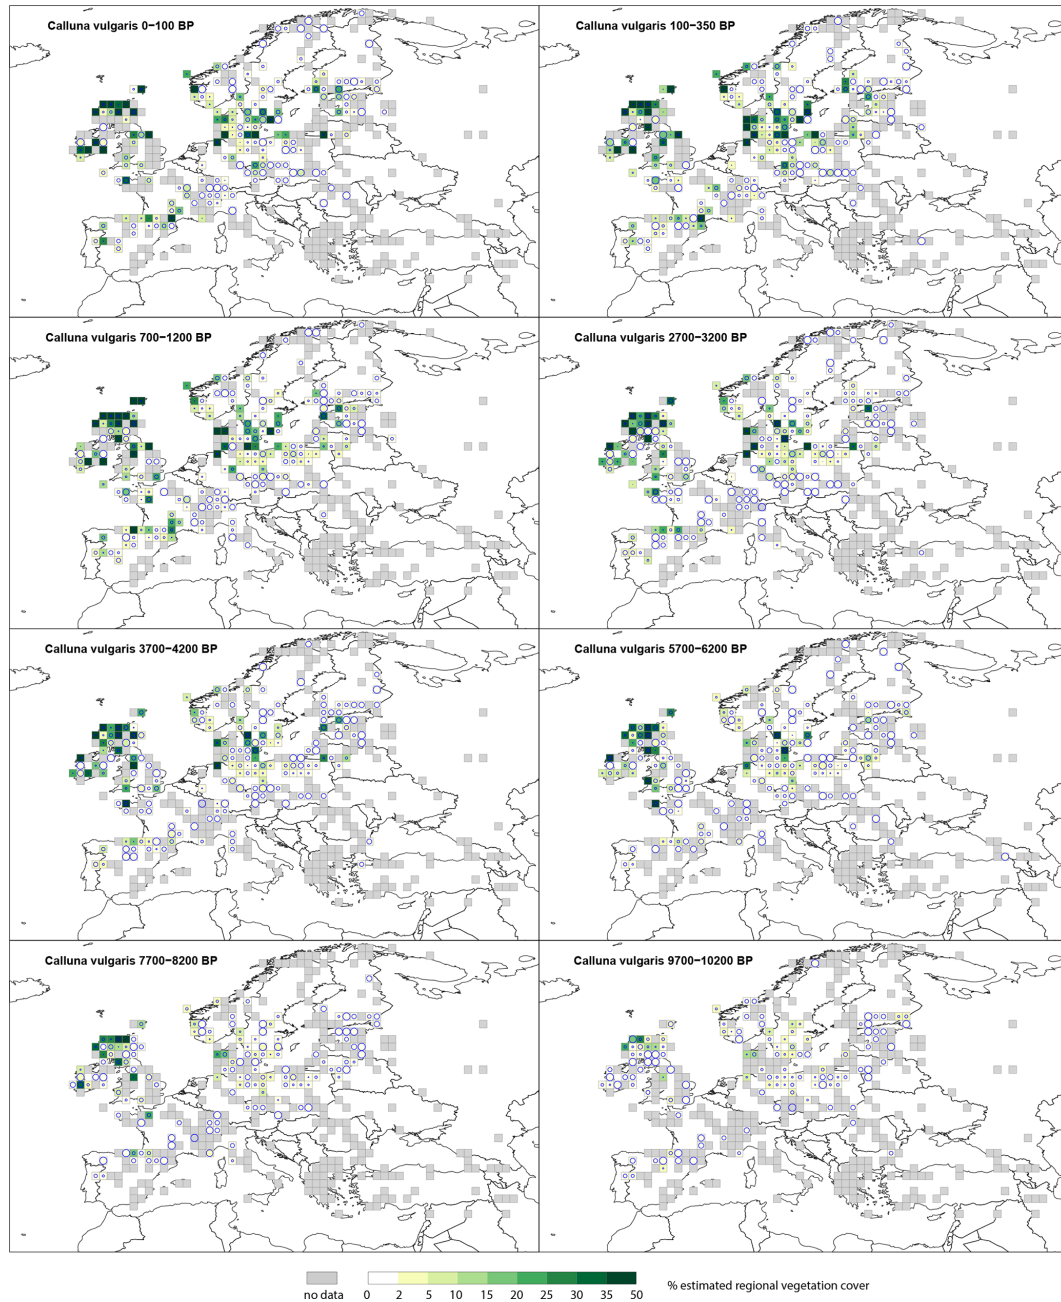 Calluna vulgaris 0−100 BP
Calluna vulgaris 100−350 BP
Calluna vulgaris 700−1200 BP
Calluna vulgaris 2700−3200 BP
Calluna vulgaris 3700−4200 BP
Calluna vulgaris 5700−6200 BP
Calluna vulgaris 7700−8200 BP
Calluna vulgaris 9700−10200 BP
no data 0 2 5 10 15 20 25 30 35 50 % estimated regional vegetation cover